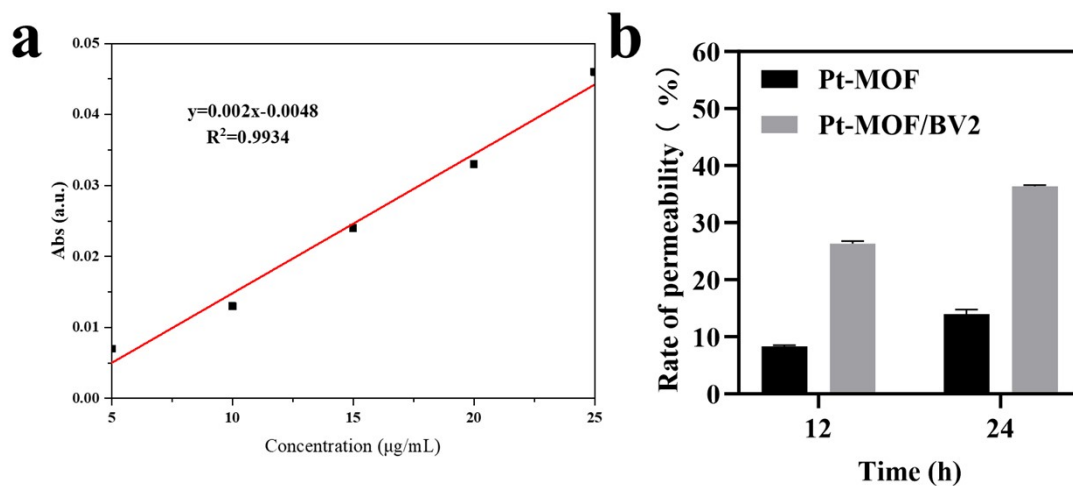 a
0.05
0.04
0.03
0.02
0.01
0.00
Abs (a.u.)
y=0.002x-0.0048
R²=0.9934
5
10
15
20
25
Concentration (μg/mL)
b
60
50
40
30
20
10
0
Rate of permeability（ %）
Pt-MOF
Pt-MOF/BV2
12
24
Time (h)